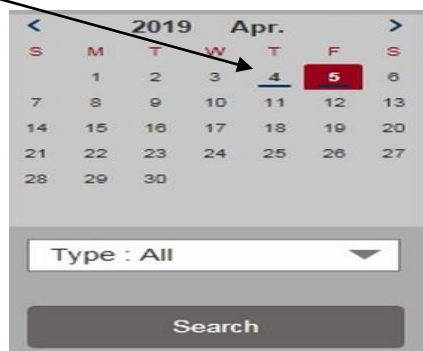 < 2019 Apr. >
S M T W T F S
1 2 3 4 5 6
7 8 9 10 11 12 13
14 15 16 17 18 19 20
21 22 23 24 25 26 27
28 29 30
Type : All
Search